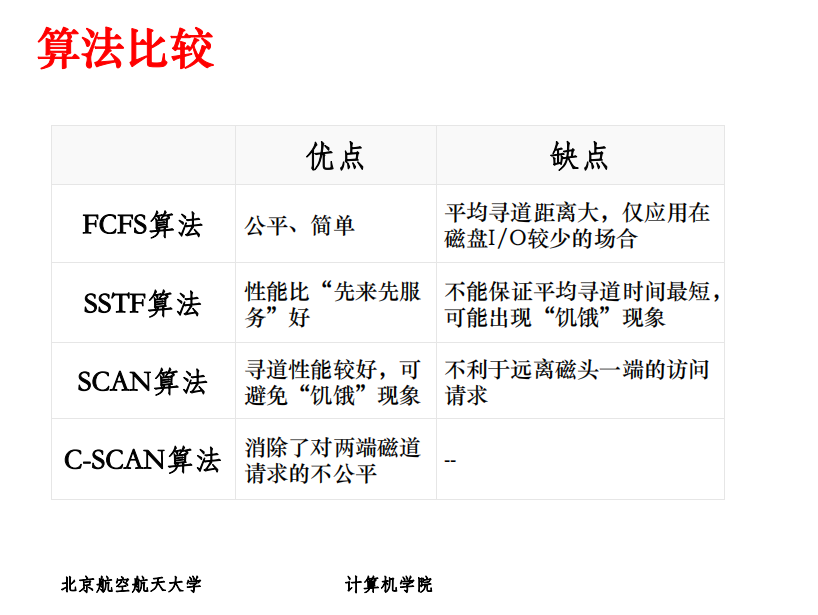 算法比较
优点 缺点
FCFS算法 公平、简单 平均寻道距离大，仅应用在
磁盘I/O较少的场合
SSTF算法 性能比“先来先服
务”好
不能保证平均寻道时间最短，
可能出现“饥饿”现象
SCAN算法 寻道性能较好，可
避免“饥饿”现象
不利于远离磁头一端的访问
请求
C-SCAN算法 消除了对两端磁道
请求的不公平
--
北京航空航天大学 计算机学院